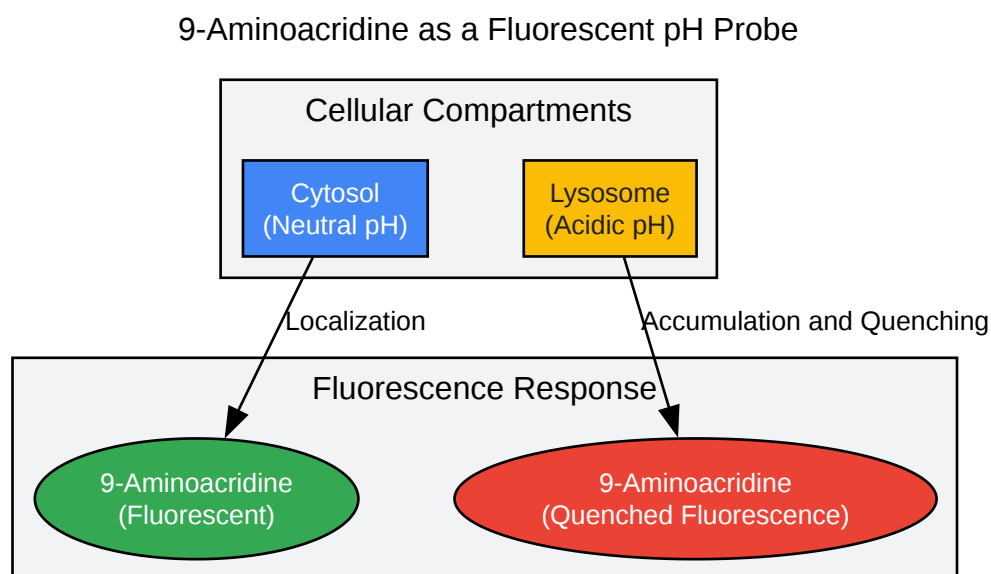 9-Aminoacridine as a Fluorescent pH Probe
Cellular Compartments
Cytosol
(Neutral pH)
Lysosome
(Acidic pH)
Localization
Accumulation and Quenching
Fluorescence Response
9-Aminoacridine
(Fluorescent)
9-Aminoacridine
(Quenched Fluorescence)